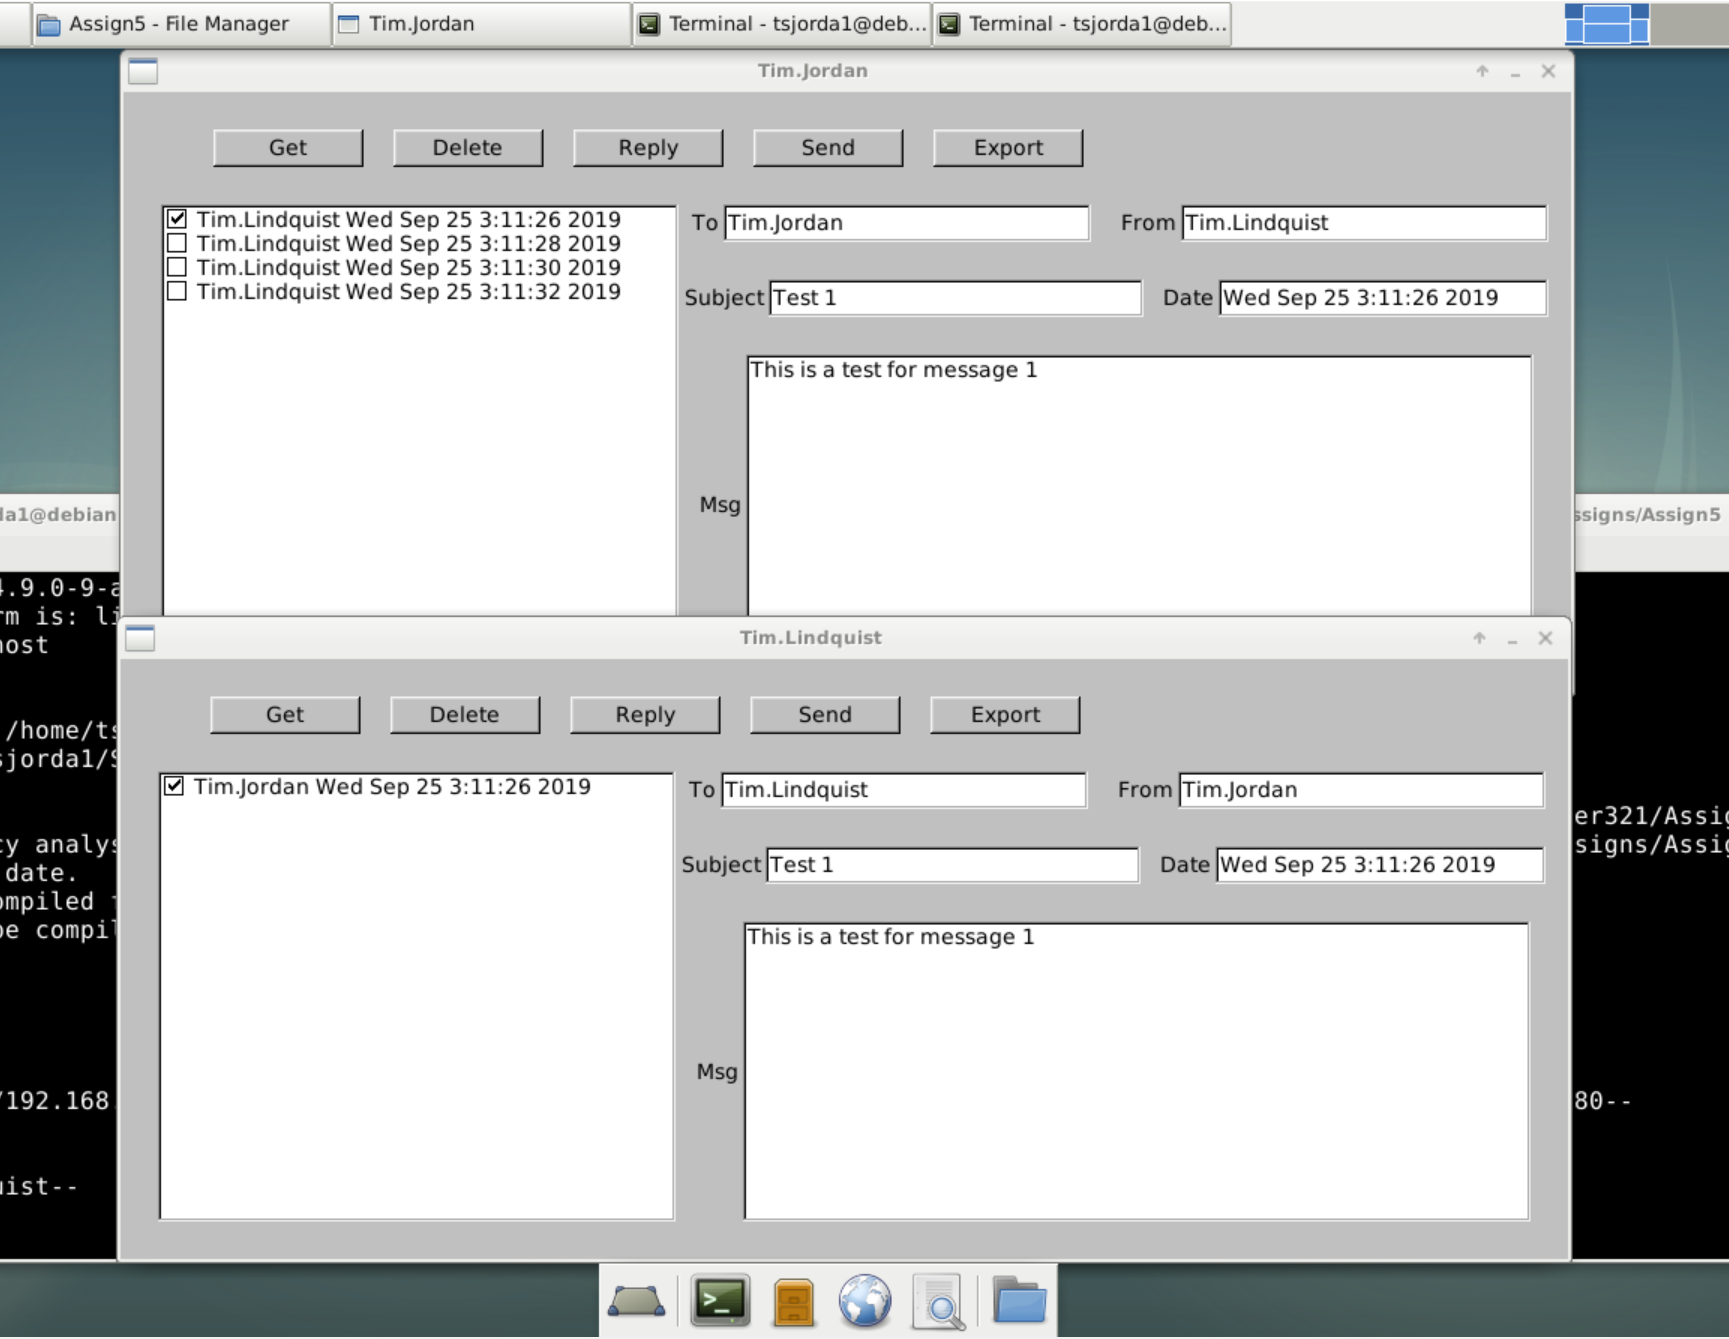 Assign5 - File Manager
Tim.Jordan
Terminal - tsjorda1@deb...
Terminal - tsjorda1@deb...
Tim.Jordan
Get Delete Reply Send Export
Tim.Lindquist Wed Sep 25 3:11:26 2019
Tim.Lindquist Wed Sep 25 3:11:28 2019
Tim.Lindquist Wed Sep 25 3:11:30 2019
Tim.Lindquist Wed Sep 25 3:11:32 2019
To Tim.Jordan From Tim.Lindquist
Subject Test 1 Date Wed Sep 25 3:11:26 2019
This is a test for message 1
Msg
da1@debian
ssigns/Assign5
4.9.0-9-a
rm is: li
host
/home/ts
sjorda1/S
cy analys
date.
ompiled
be compil
/192.168
uist--
er321/Assig
signs/Assig
80--
Tim.Lindquist
Get Delete Reply Send Export
Tim.Jordan Wed Sep 25 3:11:26 2019
To Tim.Lindquist From Tim.Jordan
Subject Test 1 Date Wed Sep 25 3:11:26 2019
This is a test for message 1
Msg